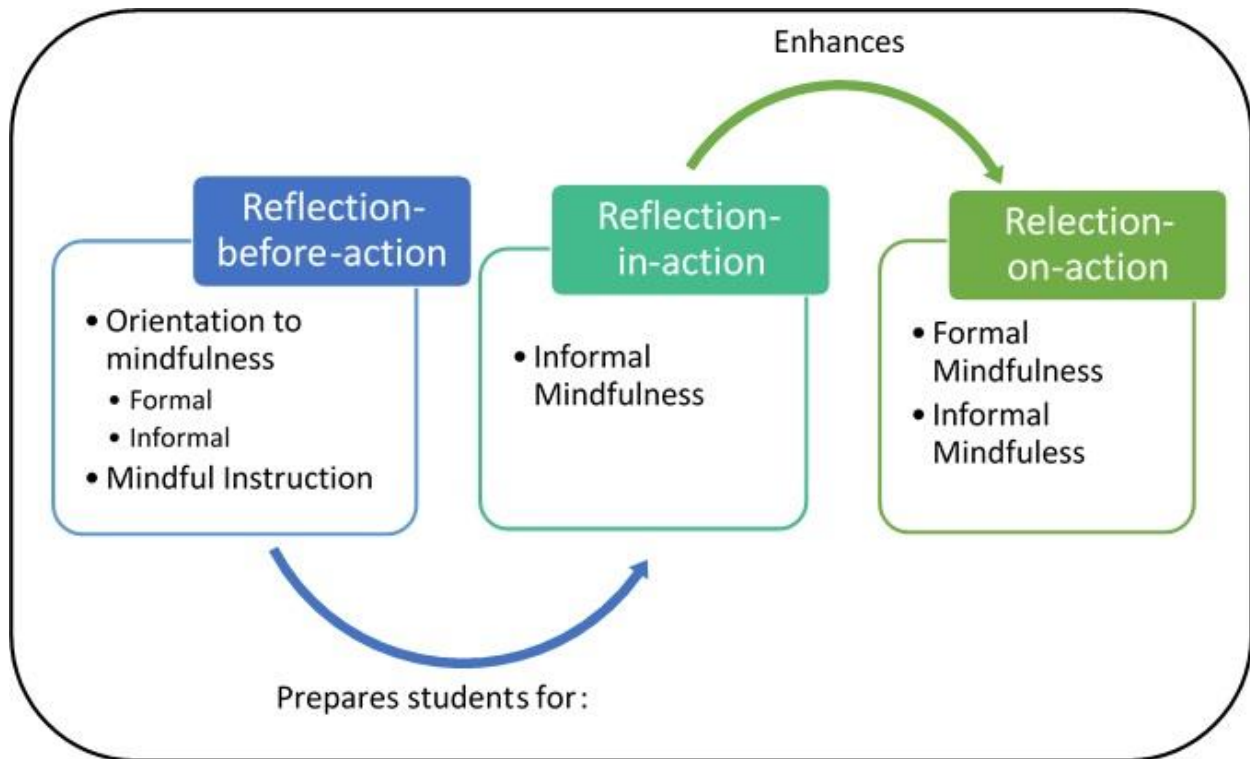 Enhances
Reflection-
before-action
• Orientation to
mindfulness
• Formal
• Informal
• Mindful Instruction
Reflection-
in-action
• Informal
Mindfulness
Relection-
on-action
• Formal
Mindfulness
• Informal
Mindfuless
Prepares students for: